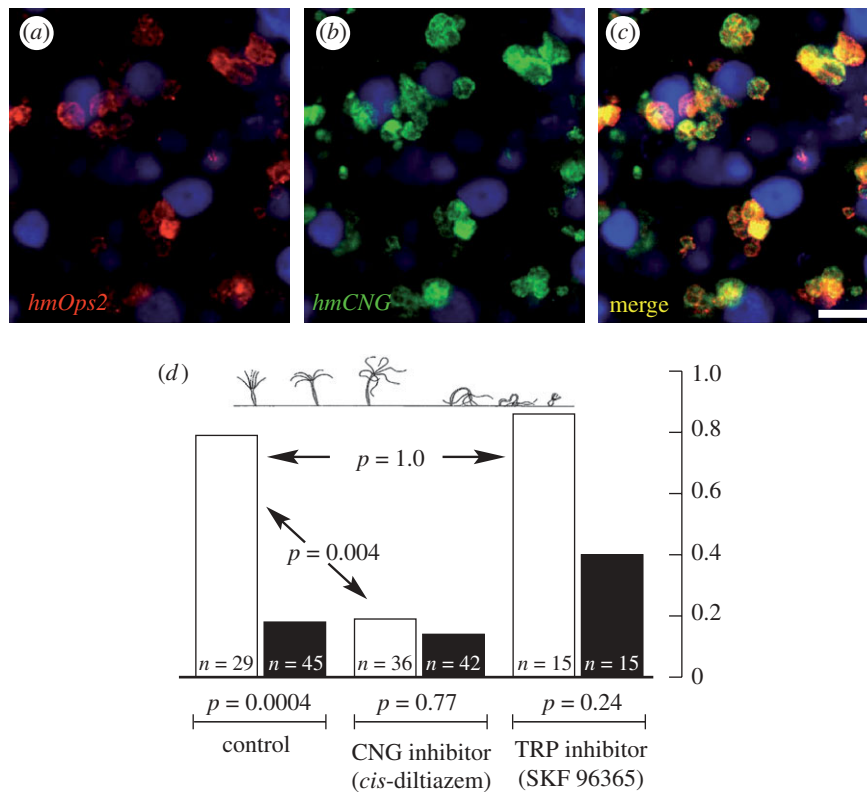 (a)
(b)
(c)
hmOps2
hmCNG
merge
(d)
1.0
0.8
0.6
0.4
0.2
0
p = 1.0
p = 0.004
n = 29
n = 45
n = 36
n = 42
n = 15
n = 15
p = 0.0004
p = 0.77
p = 0.24
control
CNG inhibitor
(cis-diltiazem)
TRP inhibitor
(SKF 96365)